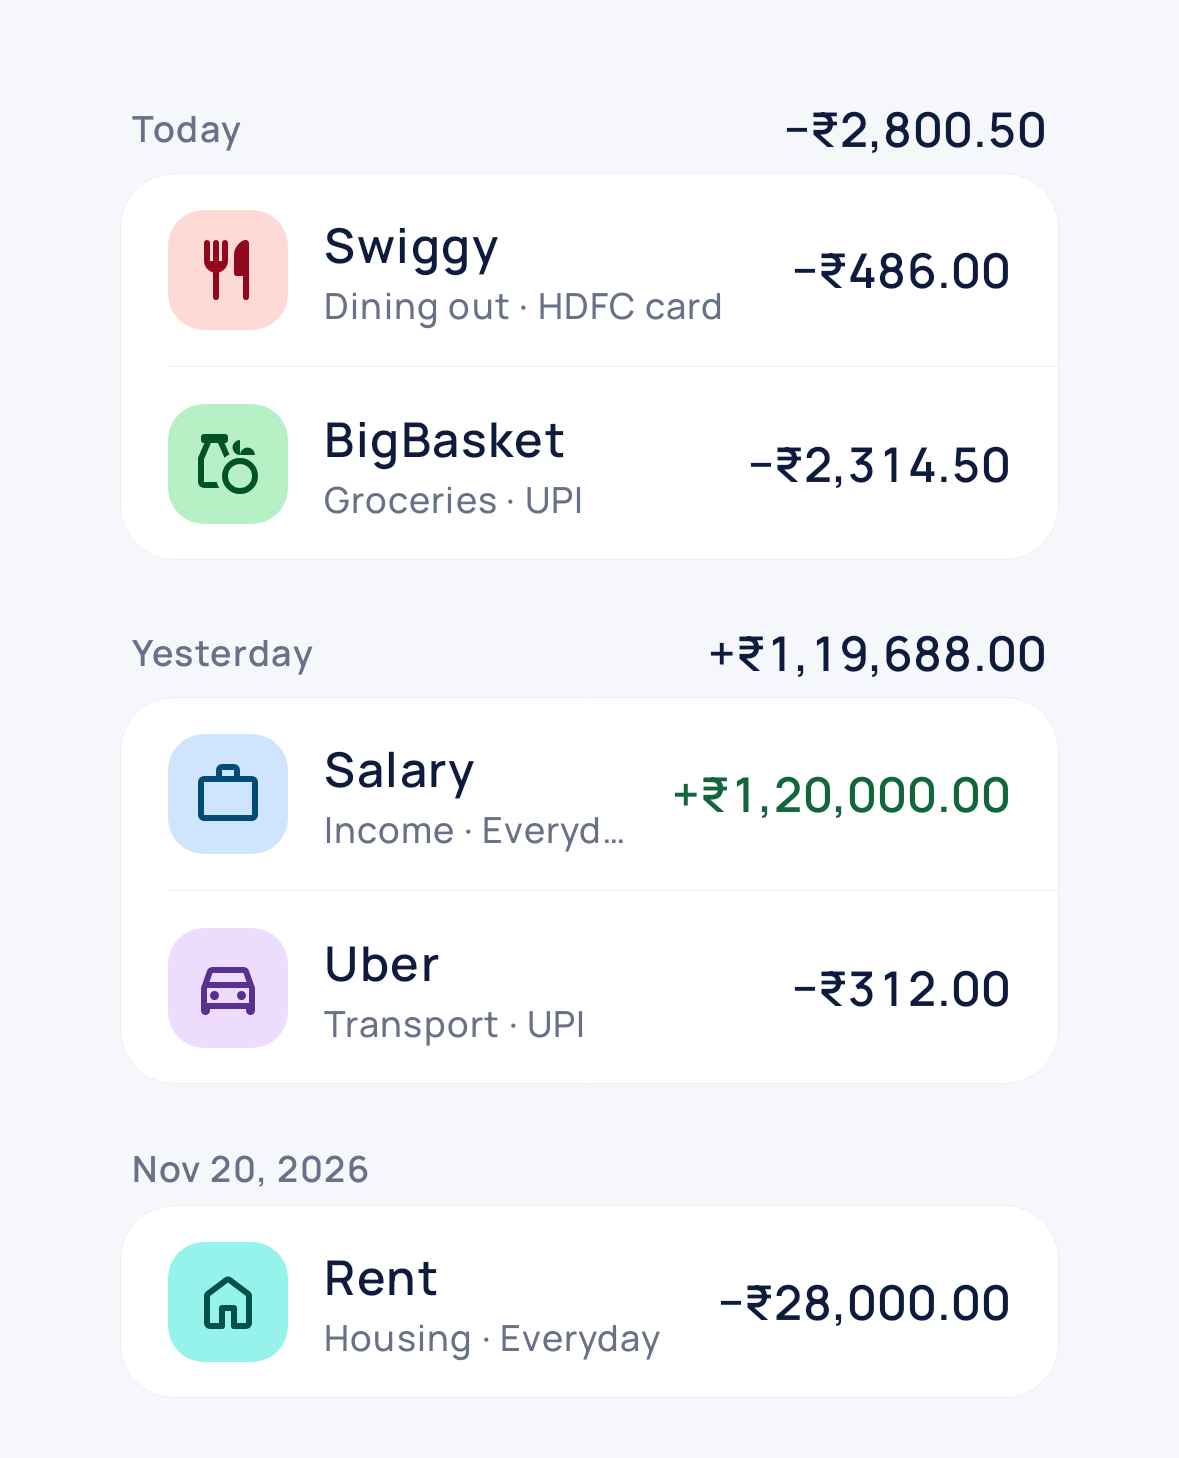 Today −₹2,800.50
Swiggy
Dining out · HDFC card
−₹486.00
BigBasket
Groceries · UPI
−₹2,314.50
Yesterday +₹1,19,688.00
Salary
Income · Everyd…
+₹1,20,000.00
Uber
Transport · UPI
−₹312.00
Nov 20, 2026
Rent
Housing · Everyday
−₹28,000.00